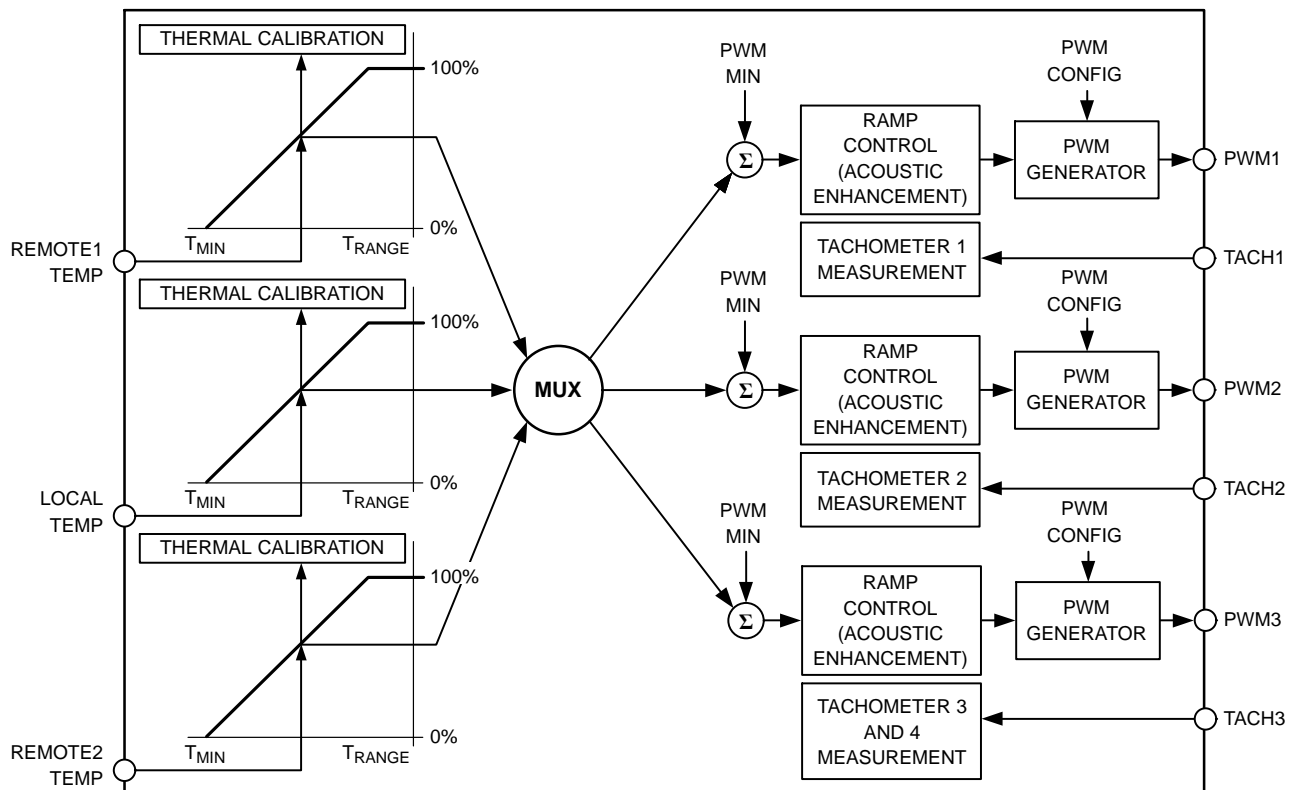 THERMAL CALIBRATION
100%
0%
T_MIN
T_RANGE
REMOTE1
TEMP
THERMAL CALIBRATION
100%
0%
T_MIN
T_RANGE
LOCAL
TEMP
THERMAL CALIBRATION
100%
0%
T_MIN
T_RANGE
REMOTE2
TEMP
MUX
PWM
MIN
Σ
RAMP
CONTROL
(ACOUSTIC
ENHANCEMENT)
PWM
CONFIG
PWM
GENERATOR
PWM1
TACHOMETER 1
MEASUREMENT
TACH1
PWM
MIN
Σ
RAMP
CONTROL
(ACOUSTIC
ENHANCEMENT)
PWM
CONFIG
PWM
GENERATOR
PWM2
TACHOMETER 2
MEASUREMENT
TACH2
PWM
MIN
Σ
RAMP
CONTROL
(ACOUSTIC
ENHANCEMENT)
PWM
CONFIG
PWM
GENERATOR
PWM3
TACHOMETER 3
AND 4
MEASUREMENT
TACH3